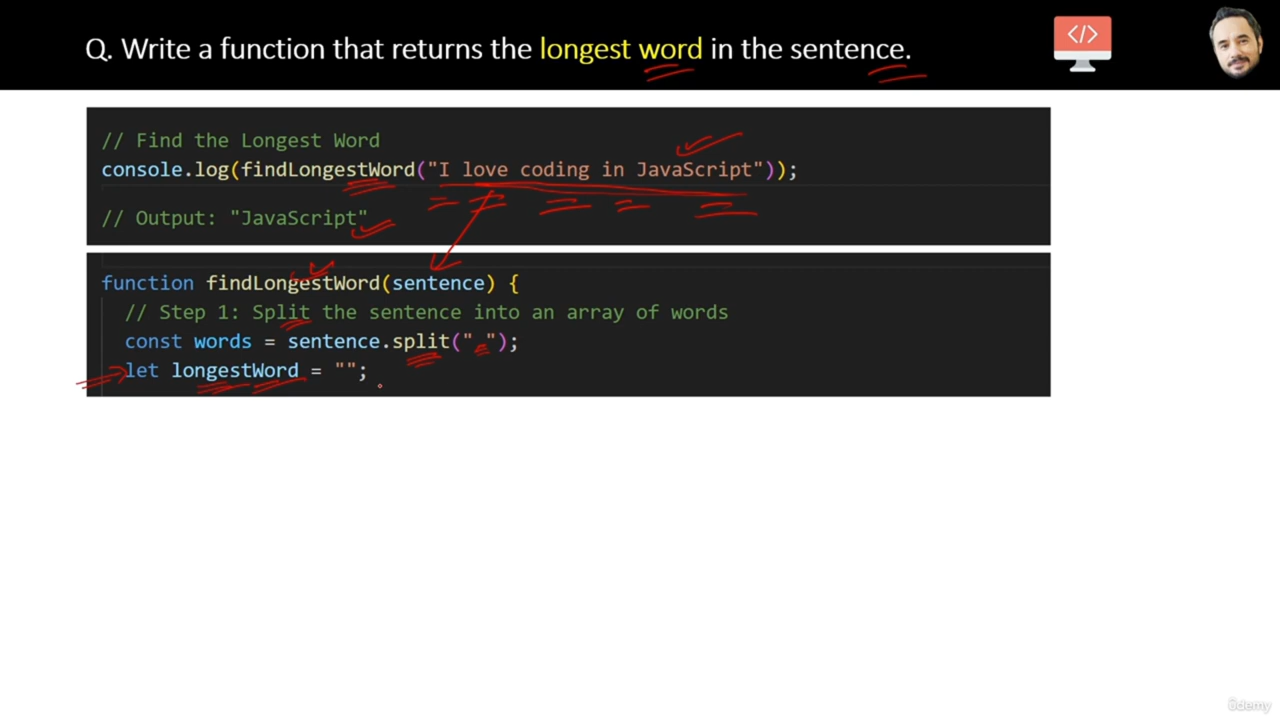 Q. Write a function that returns the longest word in the sentence.
</>
// Find the Longest Word
console.log(findLongestWord("I love coding in JavaScript"));
// Output: "JavaScript"
function findLongestWord(sentence) {
// Step 1: Split the sentence into an array of words
const words = sentence.split(" ");
let longestWord = "";
ûdemy